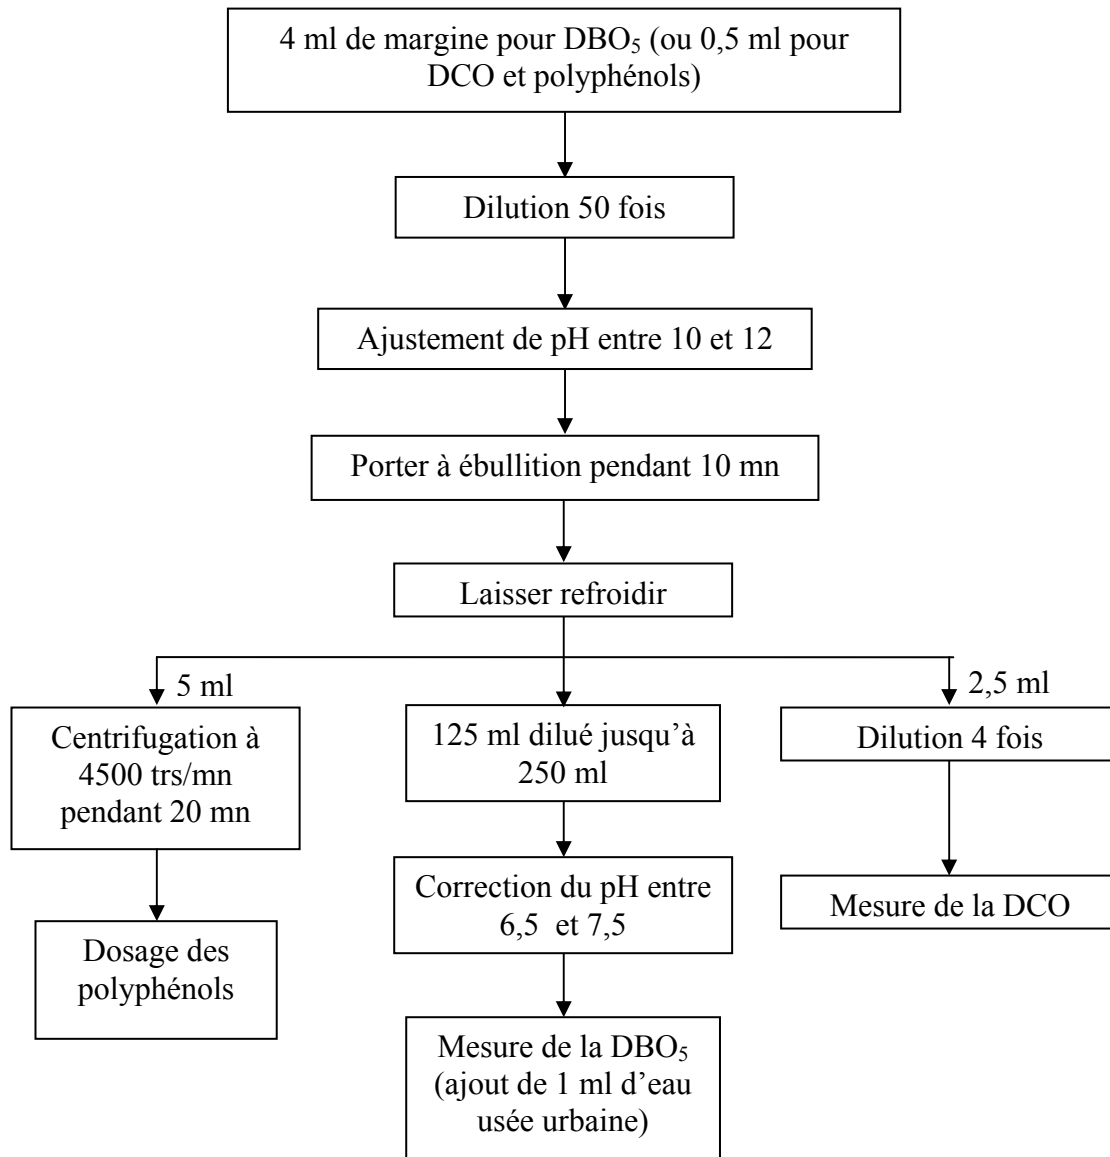 4 ml de margine pour DBO₅ (ou 0,5 ml pour
DCO et polyphénols)
Dilution 50 fois
Ajustement de pH entre 10 et 12
Porter à ébullition pendant 10 mn
Laisser refroidir
5 ml
Centrifugation à
4500 trs/mn
pendant 20 mn
Dosage des
polyphénols
125 ml dilué jusqu’à
250 ml
Correction du pH entre
6,5 et 7,5
Mesure de la DBO₅
(ajout de 1 ml d’eau
usée urbaine)
2,5 ml
Dilution 4 fois
Mesure de la DCO